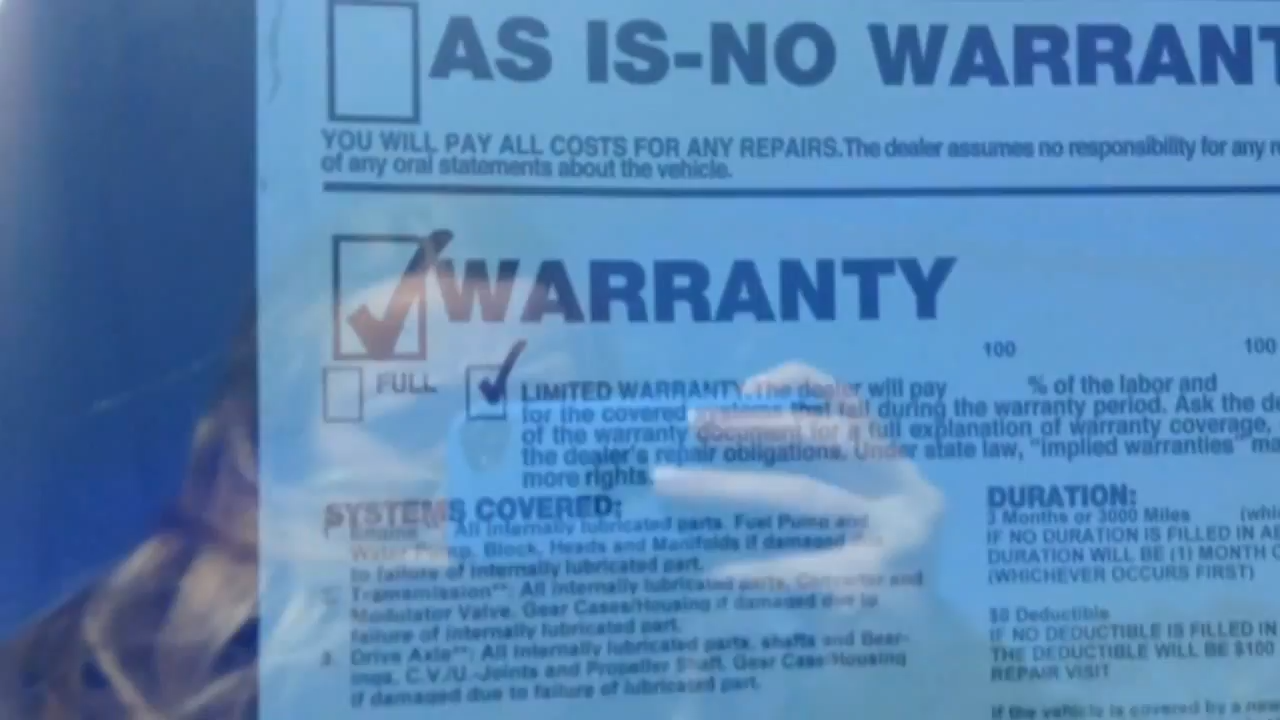 AS IS-NO WARRANT
YOU WILL PAY ALL COSTS FOR ANY REPAIRS. The dealer assumes no responsibility for any r
of any oral statements about the vehicle.
WARRANTY
100 100
FULL LIMITED WARRANTY. The dealer will pay % of the labor and
for the covered systems that fail during the warranty period. Ask the de
of the warranty document for a full explanation of warranty coverage,
the dealer's repair obligations. Under state law, "implied warranties" ma
more rights.
SYSTEMS COVERED:
All internally lubricated parts, Fuel Pump and
Water Pump, Block, Heads and Manifolds if damaged
to failure of internally lubricated part.
Transmission**: All internally lubricated parts, Converter and
Modulator Valve, Gear Cases/Housing if damaged due to
failure of internally lubricated part.
3. Drive Axle**: All internally lubricated parts, shafts and Bear-
ings, C.V./U.-Joints and Propeller Shaft, Gear Case/Housing
if damaged due to failure of lubricated part.
DURATION:
3 Months or 3000 Miles (whi
IF NO DURATION IS FILLED IN A
DURATION WILL BE (1) MONTH O
(WHICHEVER OCCURS FIRST)
$0 Deductible
IF NO DEDUCTIBLE IS FILLED IN
THE DEDUCTIBLE WILL BE $100
REPAIR VISIT
If the vehicle is covered by a new